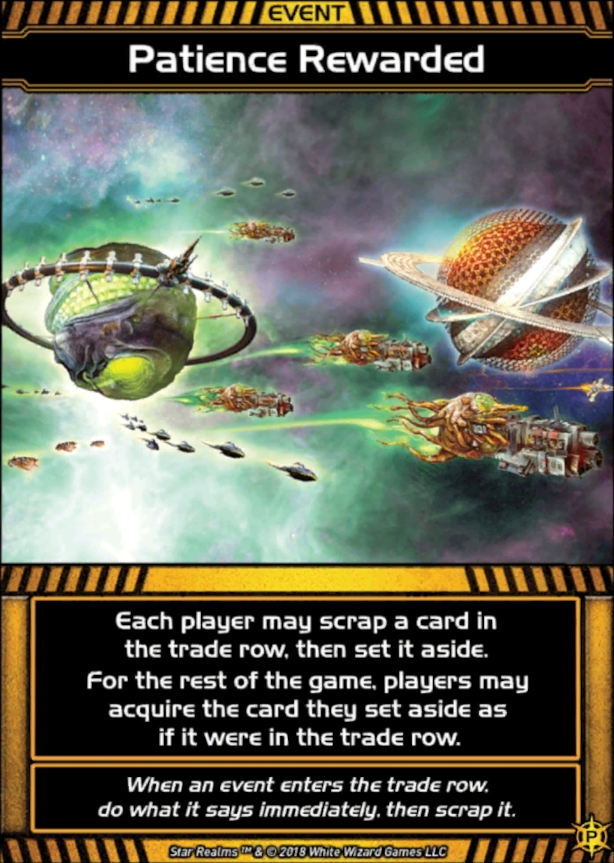 EVENT
Patience Rewarded
Each player may scrap a card in
the trade row, then set it aside.
For the rest of the game, players may
acquire the card they set aside as
if it were in the trade row.
When an event enters the trade row,
do what it says immediately, then scrap it.
P
Star Realms™ & © 2018 White Wizard Games LLC